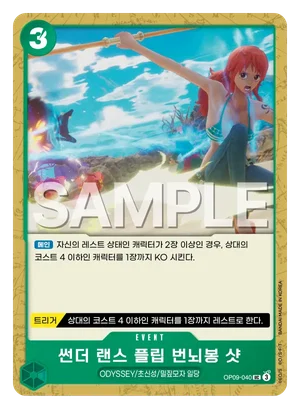 3
SAMPLE
메인 자신의 레스트 상태인 캐릭터가 2장 이상인 경우, 상대의
코스트 4 이하인 캐릭터를 1장까지 KO 시킨다.
트리거 상대의 코스트 4 이하인 캐릭터를 1장까지 레스트로 한다.
EVENT
썬더 랜스 플립 번뇌봉 샷
ODYSSEY/초신성/밀짚모자 일당
OP09-040 UC 3